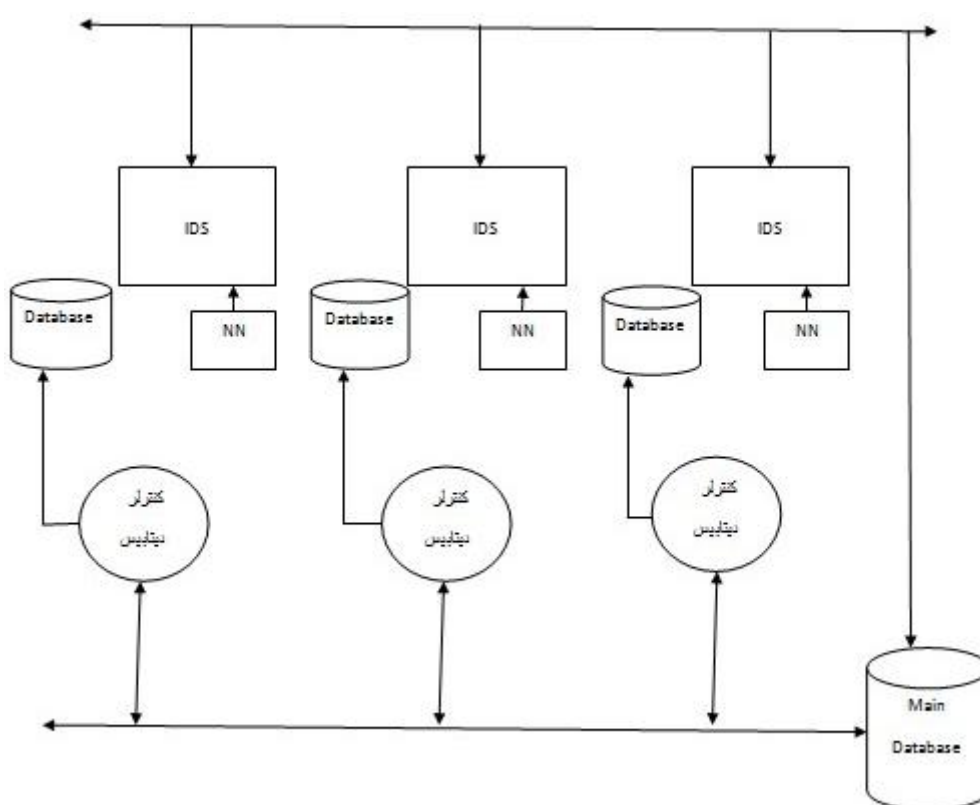 IDS
IDS
IDS
Database
NN
Database
NN
Database
NN
کنترلر
دیتابیس
کنترلر
دیتابیس
کنترلر
دیتابیس
Main
Database